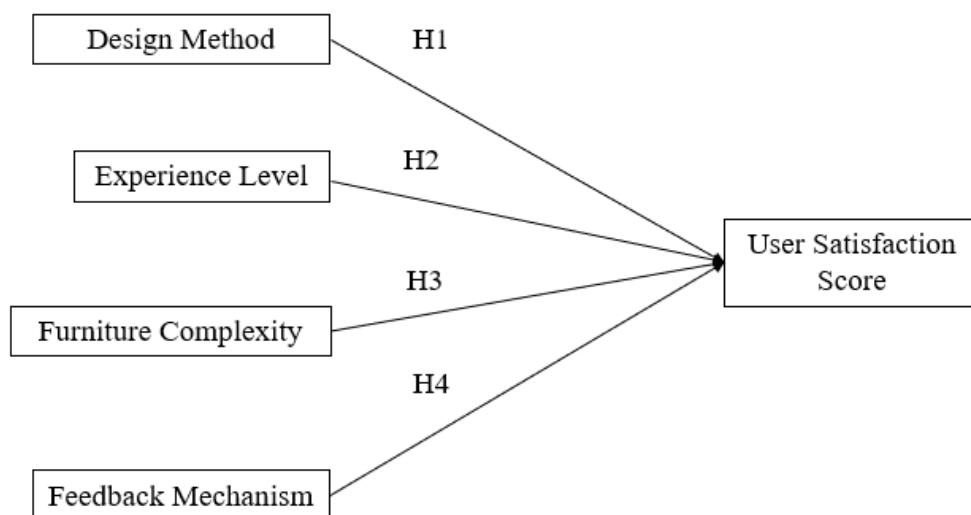 Design Method
H1
Experience Level
H2
User Satisfaction
Score
Furniture Complexity
H3
Feedback Mechanism
H4